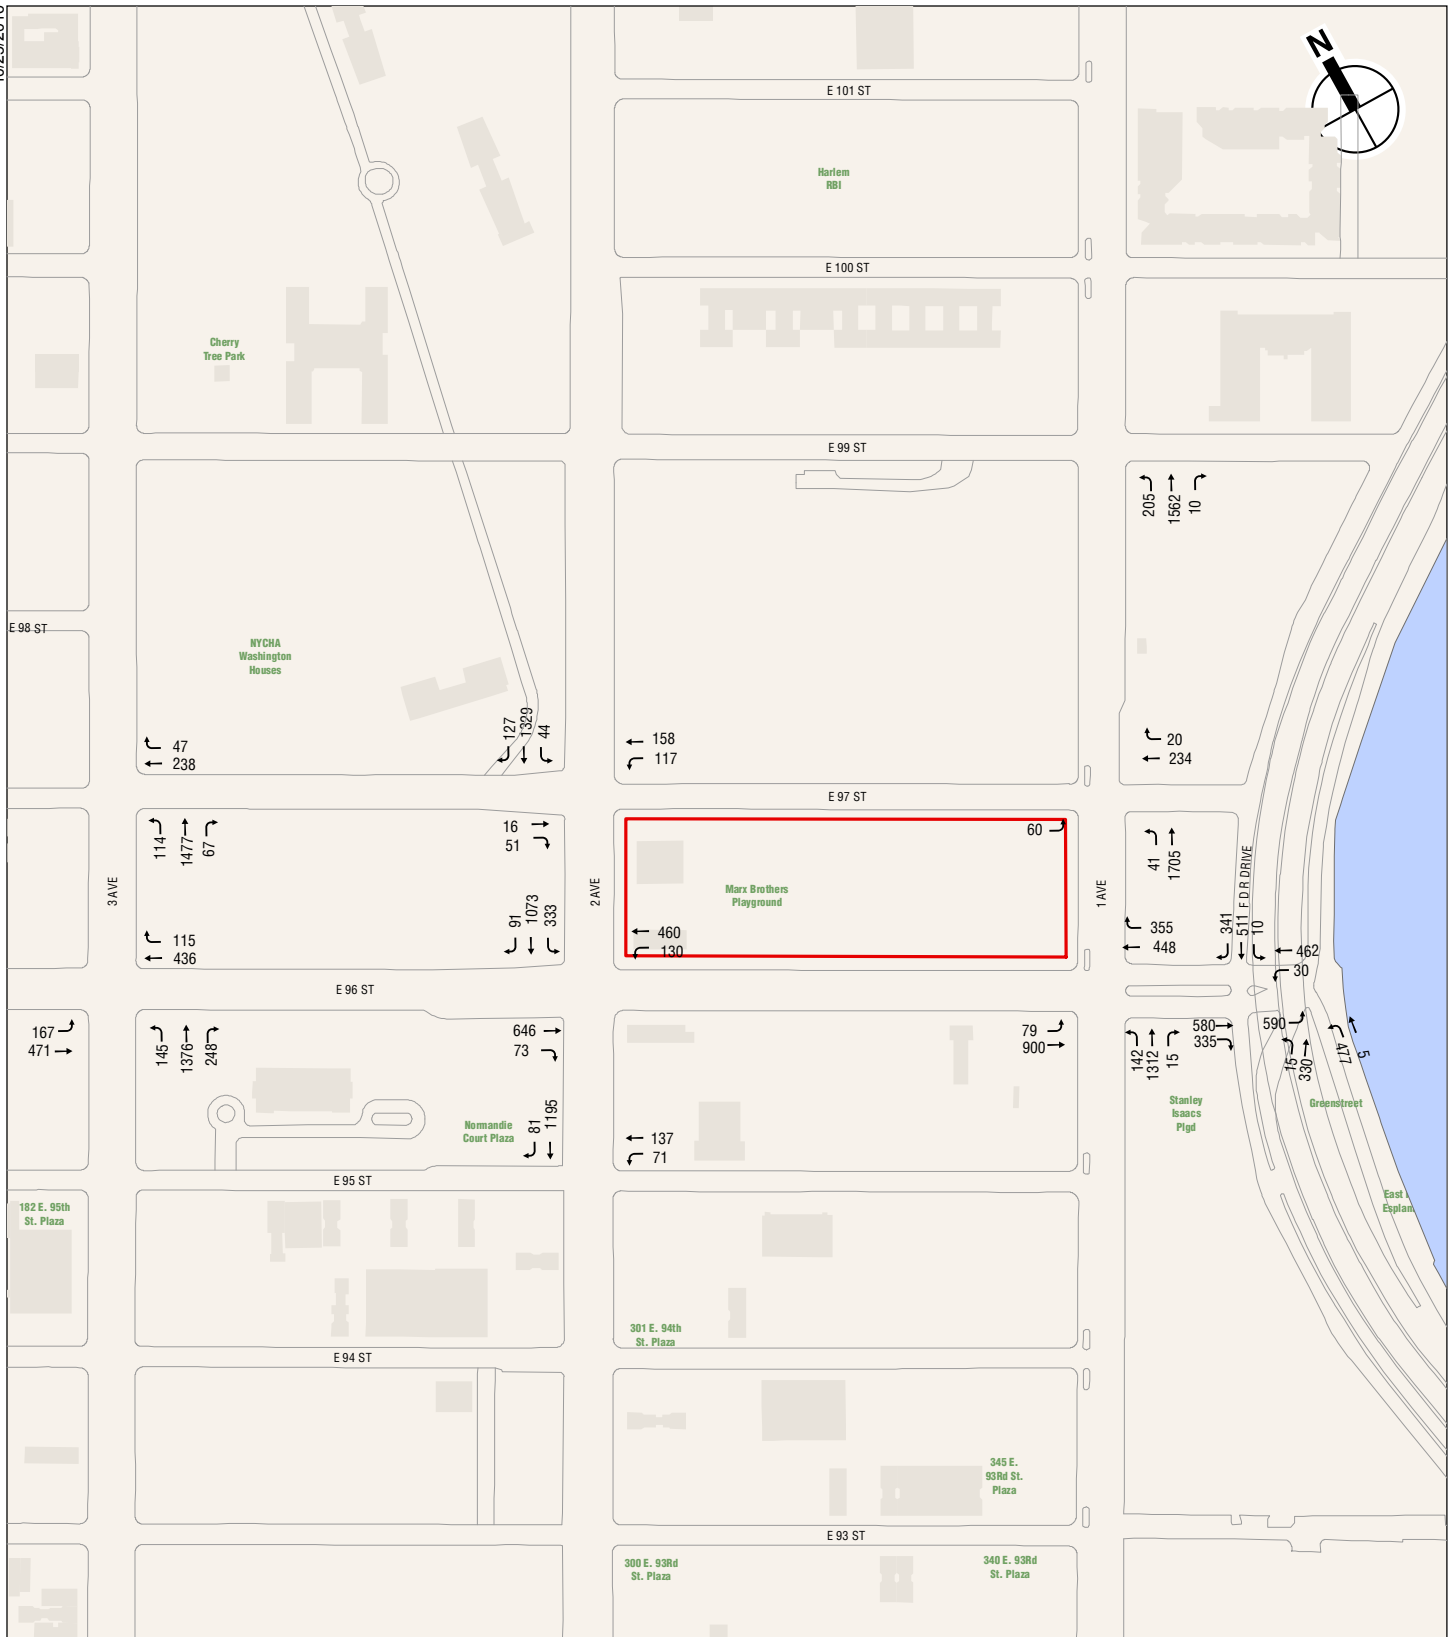 N
E 101 ST
Harlem
RBI
E 100 ST
Cherry
Tree Park
E 99 ST
205
1562
10
E 98 ST
NYCHA
Washington
Houses
127
1329
44
47
238
158
117
20
234
E 97 ST
114
1477
67
16
51
60
41
1705
3 AVE
2 AVE
Marx Brothers
Playground
1 AVE
F D R DRIVE
91
1073
333
115
436
460
130
355
448
341
511
10
462
30
E 96 ST
167
471
145
1376
248
646
73
79
900
142
1312
15
580
335
590
15
330
477
5
Stanley
Isaacs
Plgd
Greenstreet
Normandie
Court Plaza
81
1195
137
71
E 95 ST
182 E. 95th
St. Plaza
East
Esplan
301 E. 94th
St. Plaza
E 94 ST
345 E.
93Rd St.
Plaza
E 93 ST
300 E. 93Rd
St. Plaza
340 E. 93Rd
St. Plaza